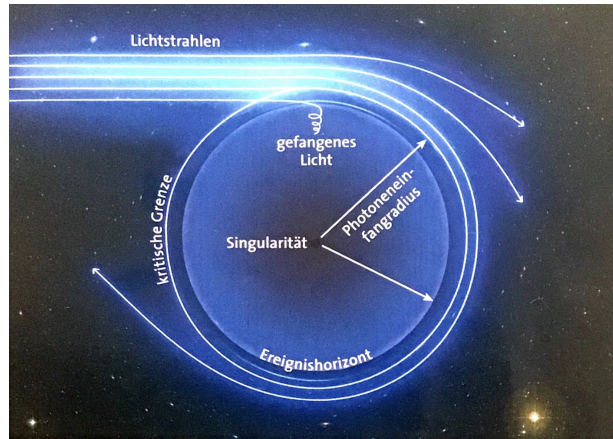 Lichtstrahlen
gefangenes
Licht
Photonenein-
fangradius
kritische Grenze
Singularität
Ereignishorizont